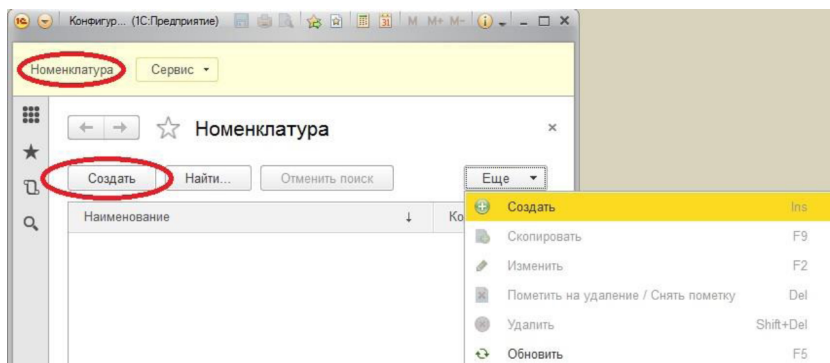 Конфигур... (1С:Предприятие) M M+ M-
Номенклатура Сервис
Номенклатура
Создать Найти... Отменить поиск Еще
Наименование ↓ Ко
Создать Ins
Скопировать F9
Изменить F2
Пометить на удаление / Снять пометку Del
Удалить Shift+Del
Обновить F5